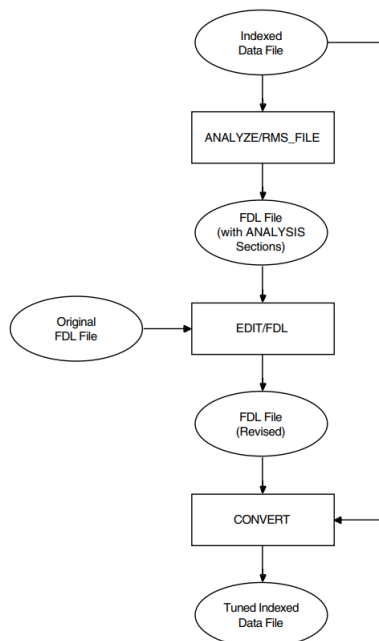 Indexed
Data File
ANALYZE/RMS_FILE
FDL File
(with ANALYSIS
Sections)
Original
FDL File
EDIT/FDL
FDL File
(Revised)
CONVERT
Tuned Indexed
Data File